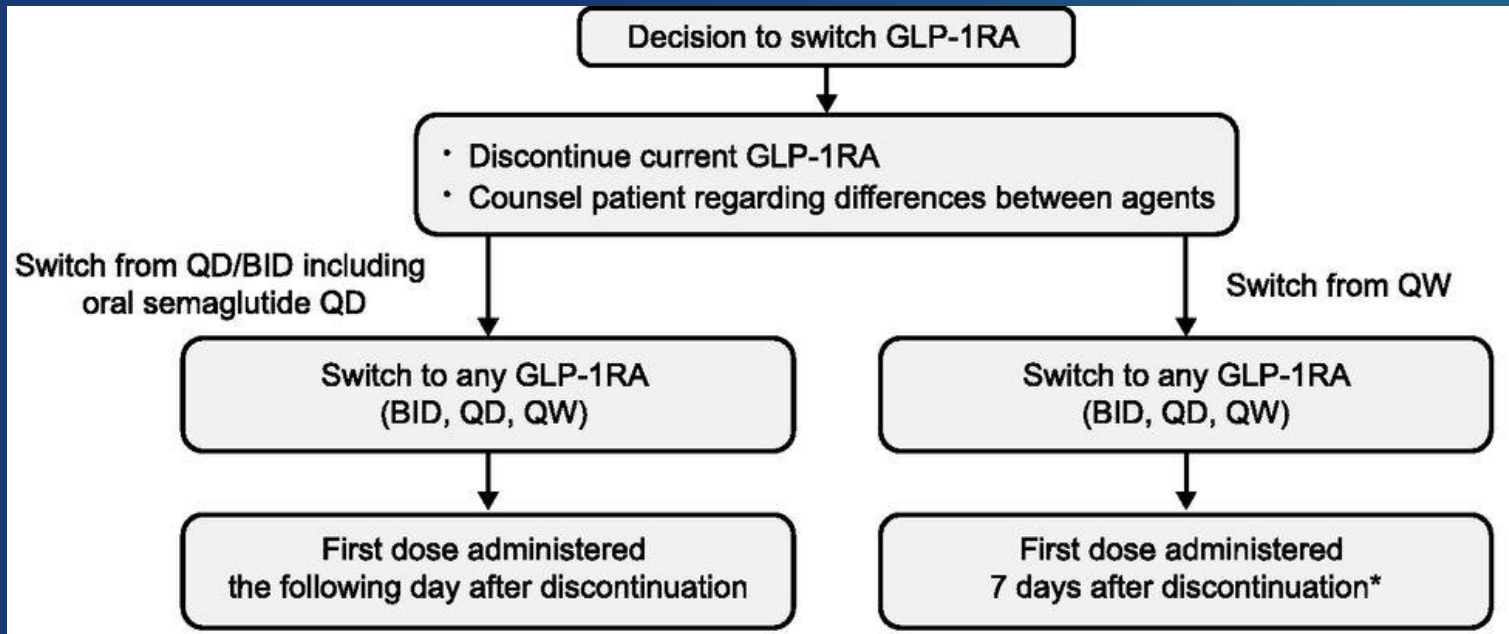 Decision to switch GLP-1RA
· Discontinue current GLP-1RA
· Counsel patient regarding differences between agents
Switch from QD/BID including
oral semaglutide QD
Switch from QW
Switch to any GLP-1RA
(BID, QD, QW)
Switch to any GLP-1RA
(BID, QD, QW)
First dose administered
the following day after discontinuation
First dose administered
7 days after discontinuation*